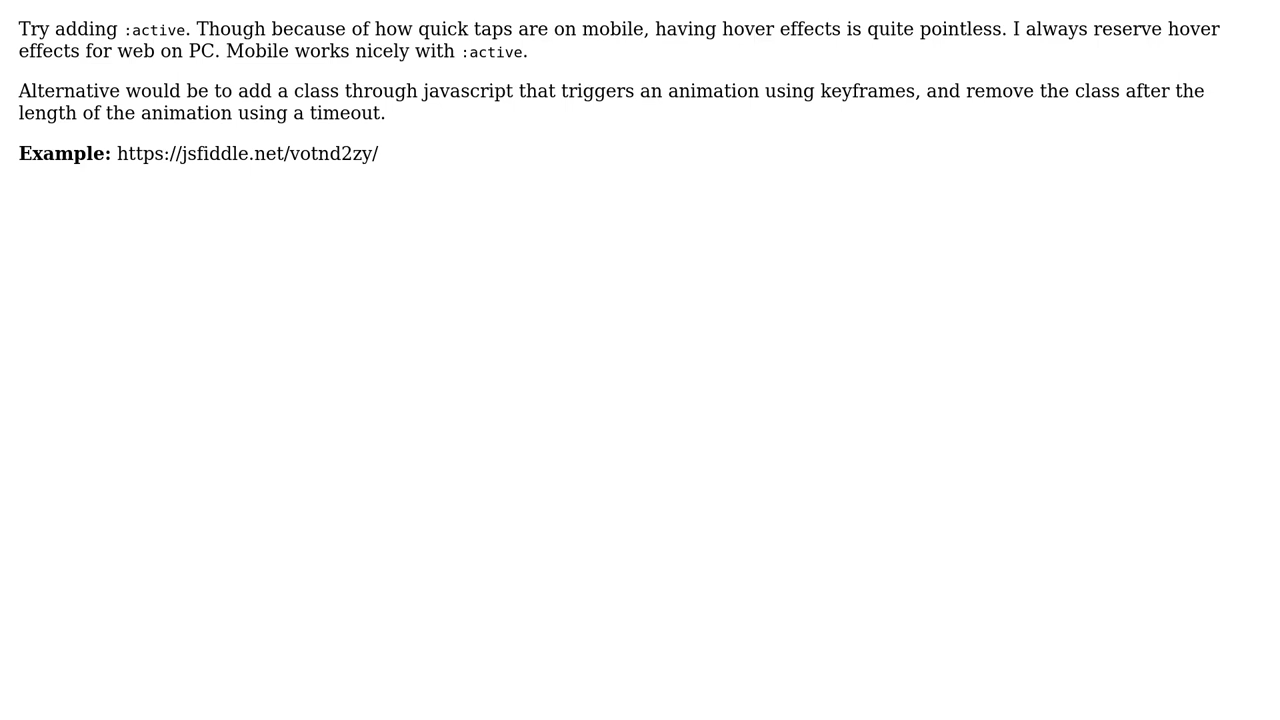 Try adding :active. Though because of how quick taps are on mobile, having hover effects is quite pointless. I always reserve hover
effects for web on PC. Mobile works nicely with :active.
Alternative would be to add a class through javascript that triggers an animation using keyframes, and remove the class after the
length of the animation using a timeout.
Example: https://jsfiddle.net/votnd2zy/